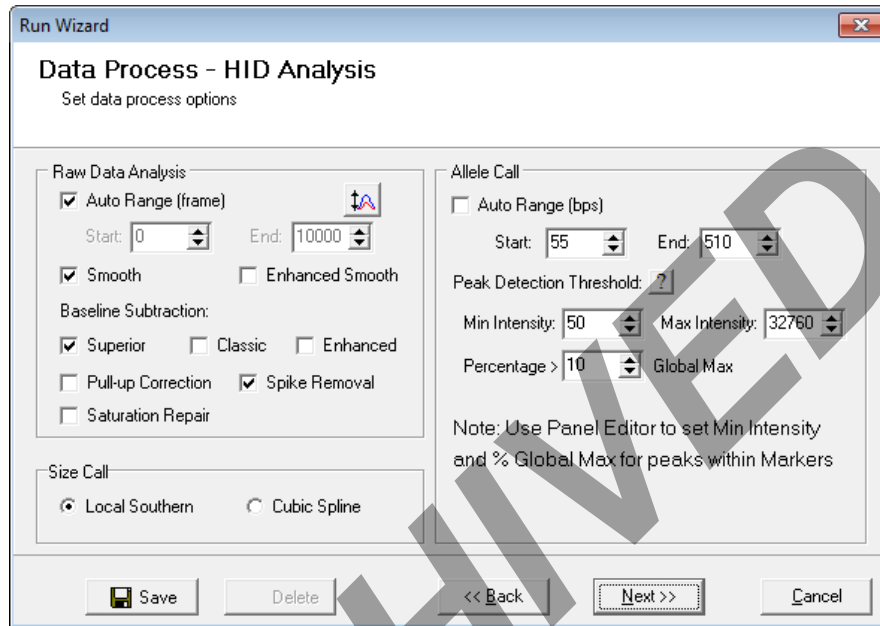 Run Wizard
Data Process - HID Analysis
Set data process options
Raw Data Analysis
Auto Range (frame)
Start: 0 End: 10000
Smooth Enhanced Smooth
Baseline Subtraction:
Superior Classic Enhanced
Pull-up Correction Spike Removal
Saturation Repair
Size Call
Local Southern Cubic Spline
Allele Call
Auto Range (bps)
Start: 55 End: 510
Peak Detection Threshold: ?
Min Intensity: 50 Max Intensity: 32760
Percentage > 10 Global Max
Note: Use Panel Editor to set Min Intensity
and % Global Max for peaks within Markers
Save Delete << Back Next >> Cancel
HIVED